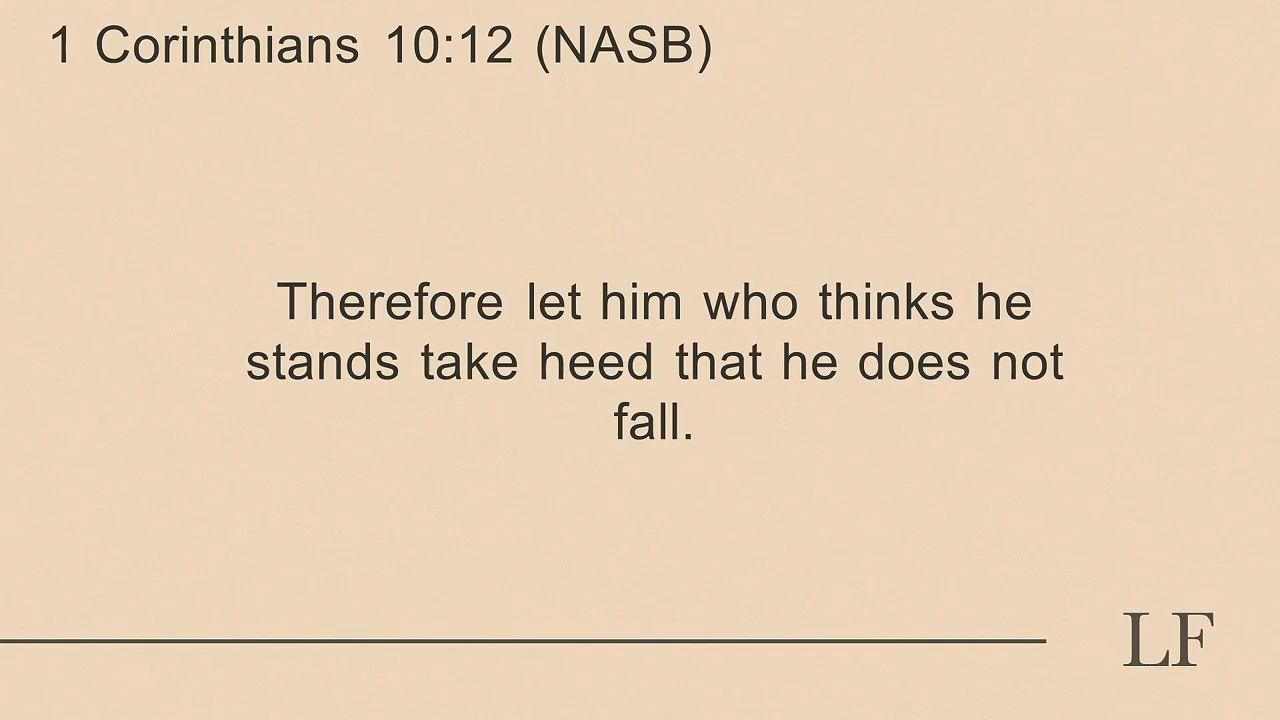 1 Corinthians 10:12 (NASB)
Therefore let him who thinks he
stands take heed that he does not
fall.
LF